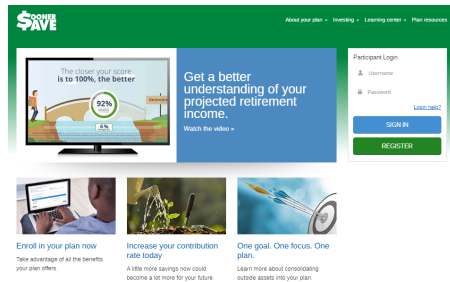 SOONER
SAVE
About your plan
Investing
Learning center
Plan resources
The closer your score
is to 100%, the better
92%
6%
Get a better
understanding of your
projected retirement
income.
Watch the video »
Participant Login
Username
Password
Login help?
SIGN IN
REGISTER
Enroll in your plan now
Take advantage of all the benefits
your plan offers.
Increase your contribution
rate today
A little more savings now could
become a lot more for your future.
One goal. One focus. One
plan.
Learn more about consolidating
outside assets into your plan.